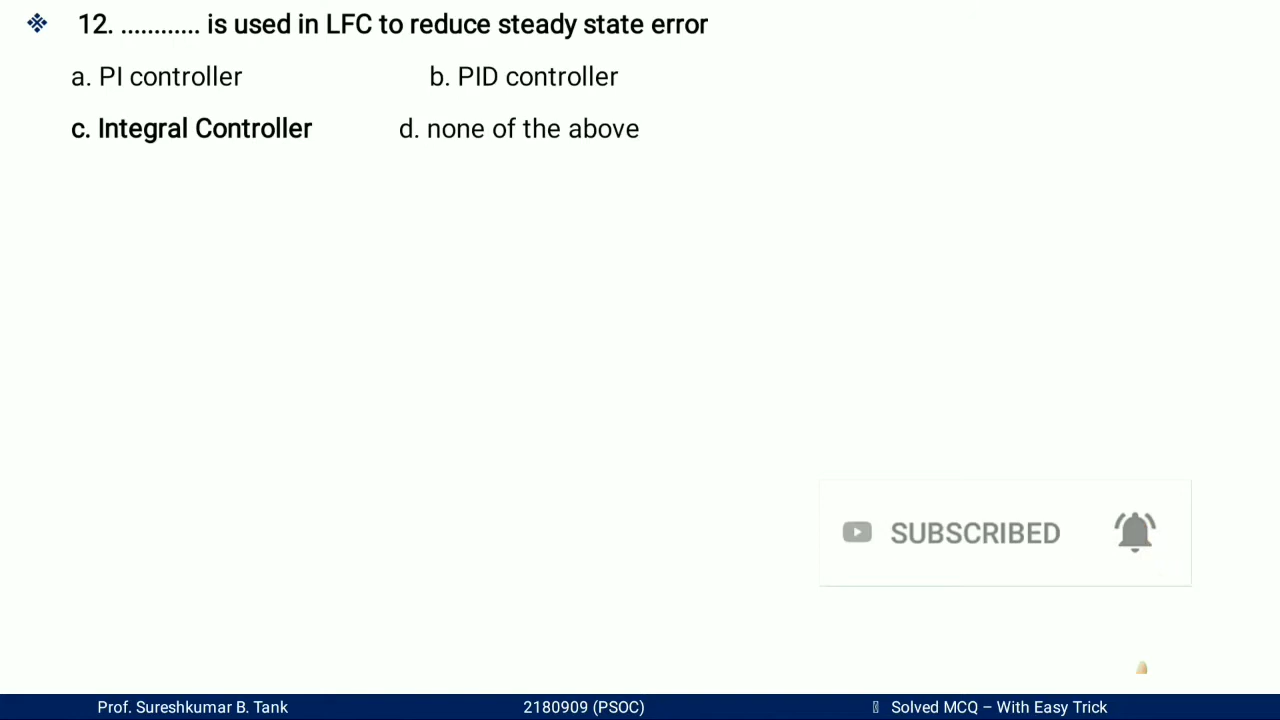 ❖ 12. ............ is used in LFC to reduce steady state error
a. PI controller b. PID controller
c. Integral Controller d. none of the above
SUBSCRIBED
Prof. Sureshkumar B. Tank 2180909 (PSOC) Solved MCQ – With Easy Trick